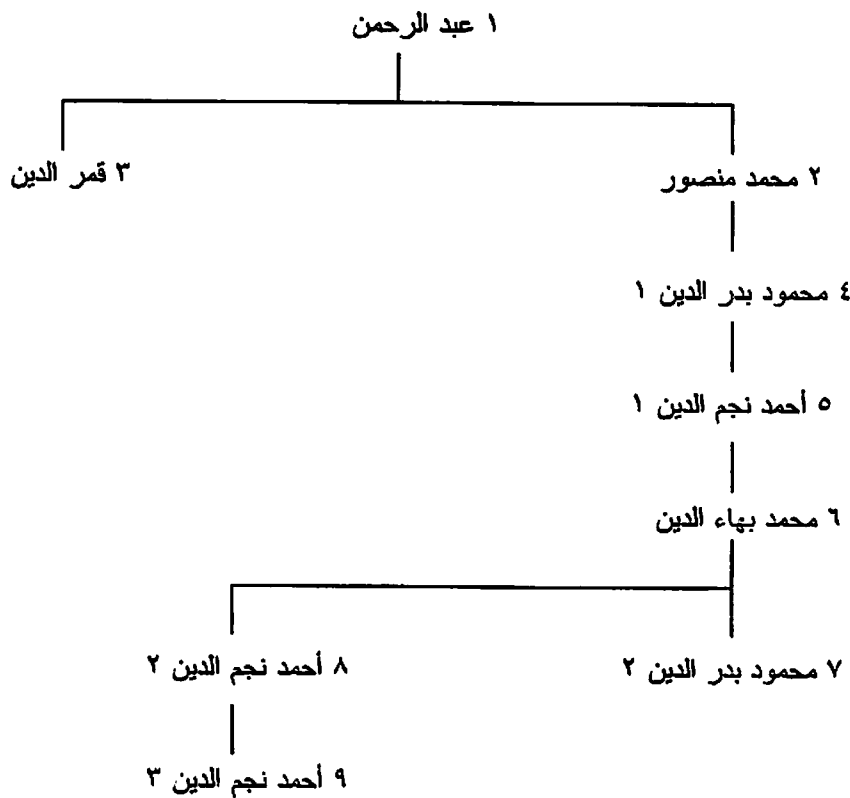 ١ عبد الرحمن
٢ محمد منصور
٣ قمر الدين
٤ محمود بدر الدين ١
٥ أحمد نجم الدين ١
٦ محمد بهاء الدين
٧ محمود بدر الدين ٢
٨ أحمد نجم الدين ٢
٩ أحمد نجم الدين ٣